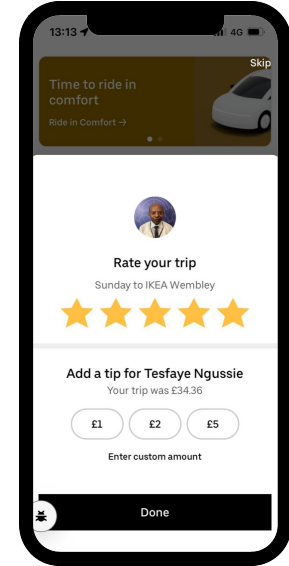 13:13
4G
Skip
Time to ride in
comfort
Ride in Comfort →
Rate your trip
Sunday to IKEA Wembley
Add a tip for Tesfaye Ngussie
Your trip was £34.36
£1 £2 £5
Enter custom amount
Done